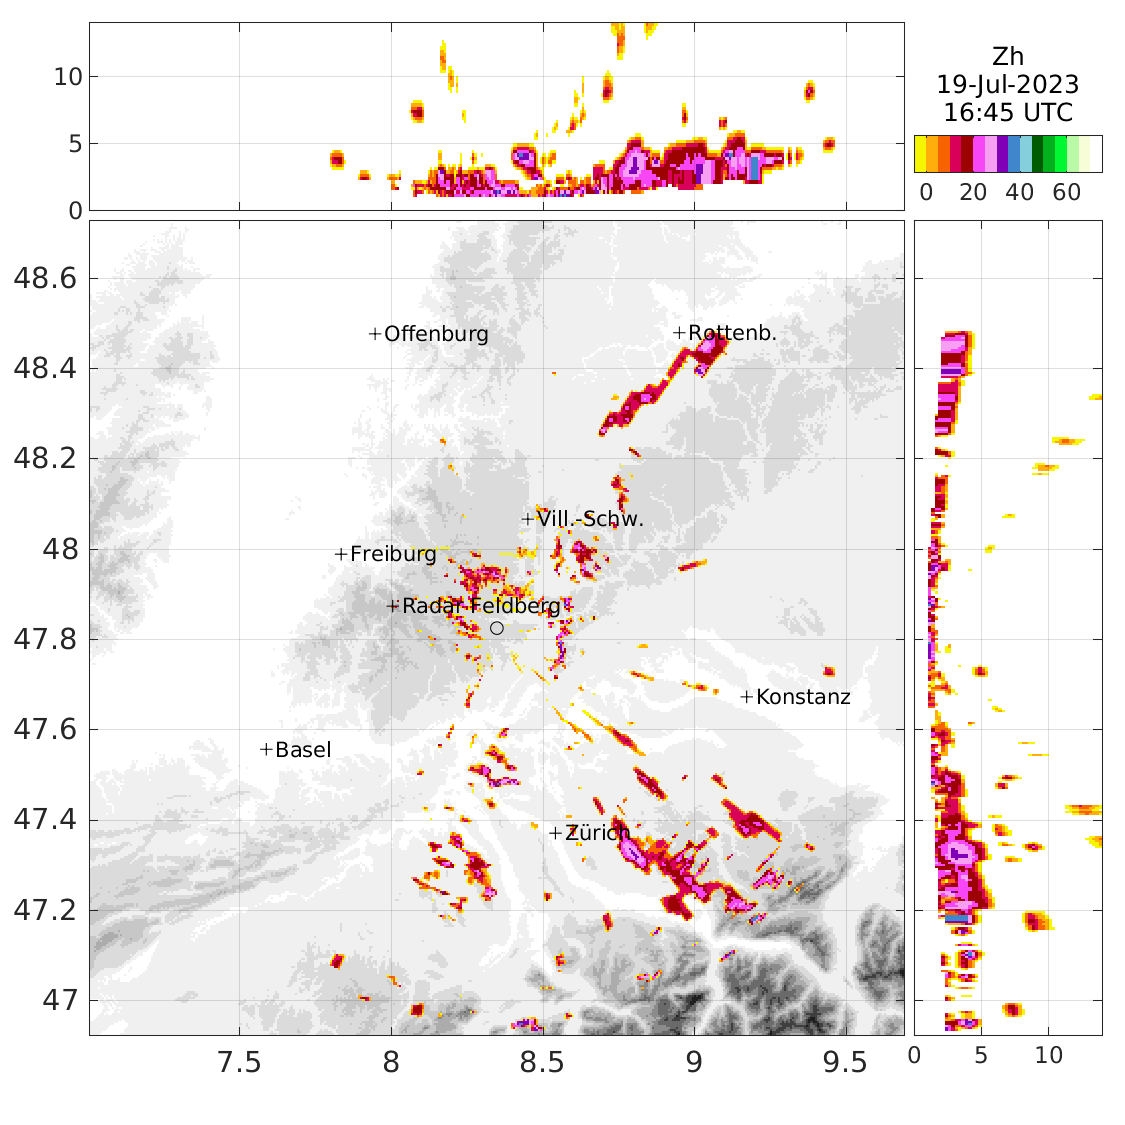 10
5
0
Zh
19-Jul-2023
16:45 UTC
0 20 40 60
48.6
48.4
48.2
48
47.8
47.6
47.4
47.2
47
+Offenburg
+Rottenb.
+Vill.-Schw.
+Freiburg
+Radar-Feldberg
+Konstanz
+Basel
+Zürich
7.5 8 8.5 9 9.5
0 5 10